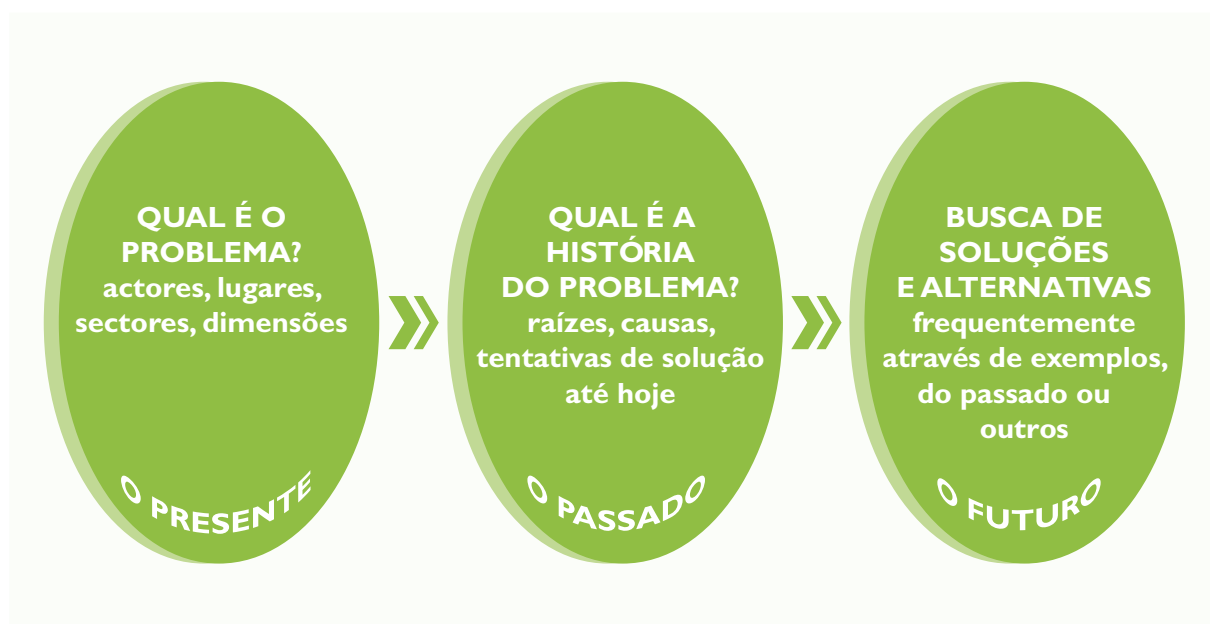 QUAL É O
PROBLEMA?
actores, lugares,
sectores, dimensões
O PRESENTE
QUAL É A
HISTÓRIA
DO PROBLEMA?
raízes, causas,
tentativas de solução
até hoje
O PASSADO
BUSCA DE
SOLUÇÕES
E ALTERNATIVAS
frequentemente
através de exemplos,
do passado ou
outros
O FUTURO